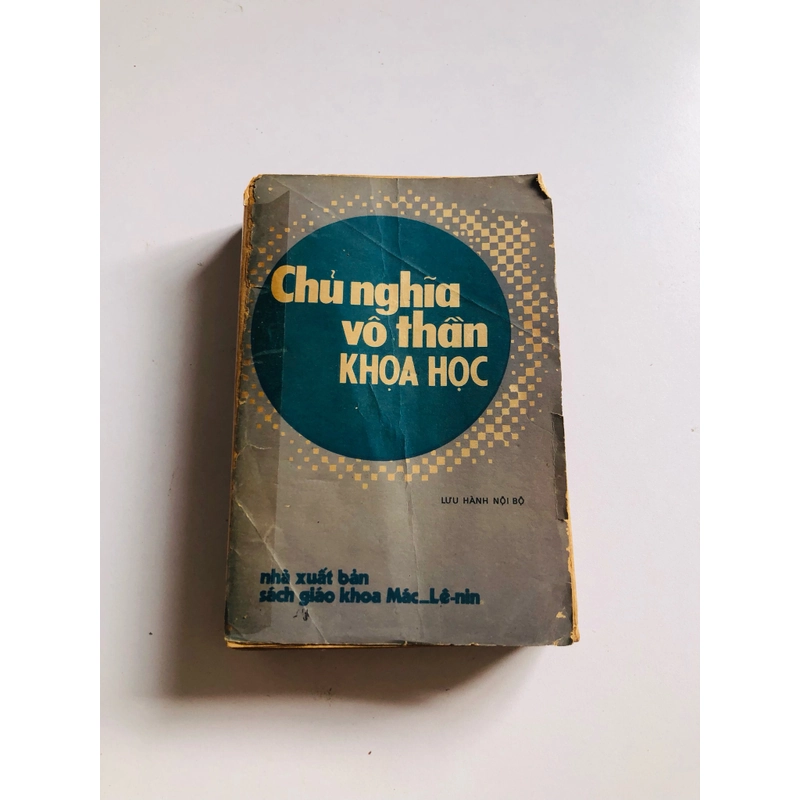 Chủ nghĩa
vô thần
KHOA HỌC
LƯU HÀNH NỘI BỘ
nhà xuất bản
sách giáo khoa Mác_Lê-nin